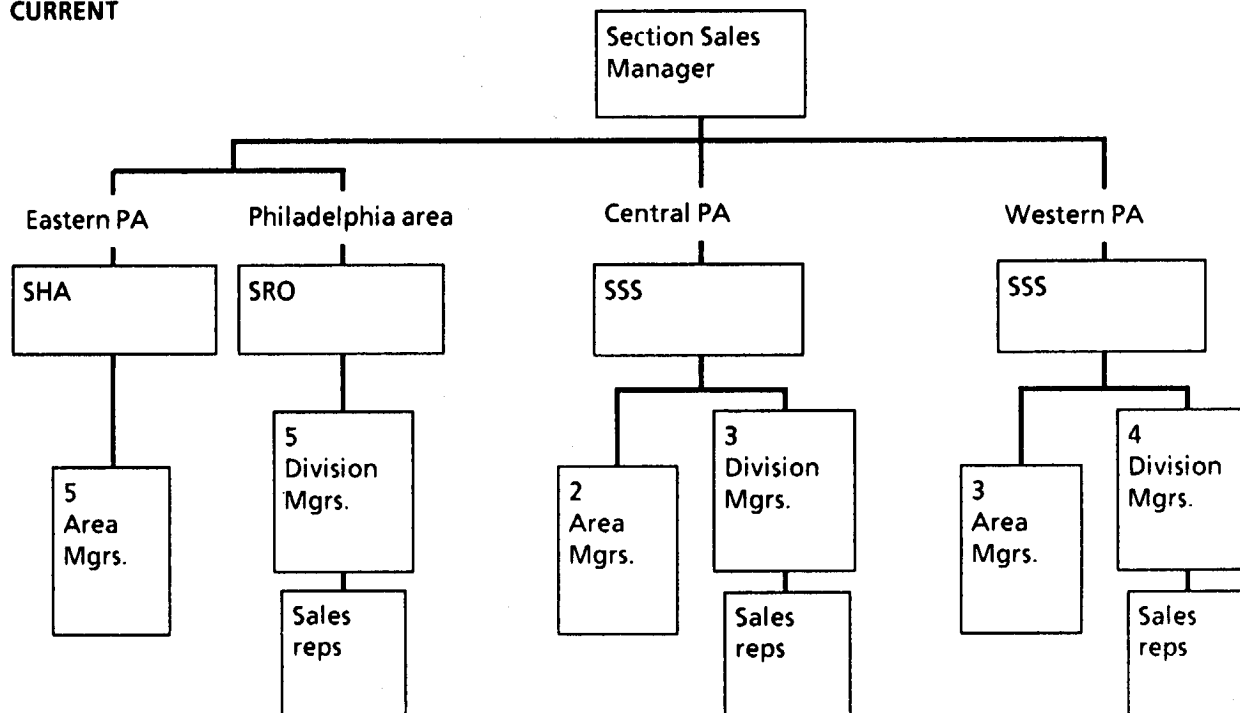 CURRENT
Section Sales
Manager
Eastern PA
Philadelphia area
Central PA
Western PA
SHA
SRO
SSS
SSS
5
Area
Mgrs.
5
Division
Mgrs.
Sales
reps
2
Area
Mgrs.
3
Division
Mgrs.
Sales
reps
3
Area
Mgrs.
4
Division
Mgrs.
Sales
reps